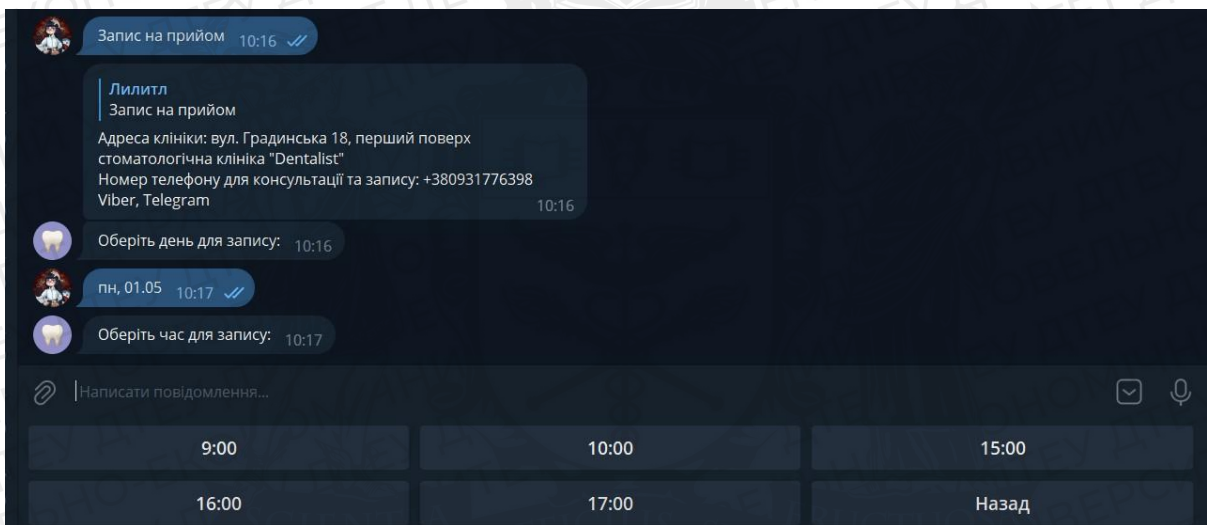 Запис на прийом 10:16
Лилитл
Запис на прийом
Адреса клініки: вул. Градинська 18, перший поверх
стоматологічна клініка "Dentalist"
Номер телефону для консультації та запису: +380931776398
Viber, Telegram 10:16
Оберіть день для запису: 10:16
пн, 01.05 10:17
Оберіть час для запису: 10:17
Написати повідомлення...
9:00 10:00 15:00
16:00 17:00 Назад